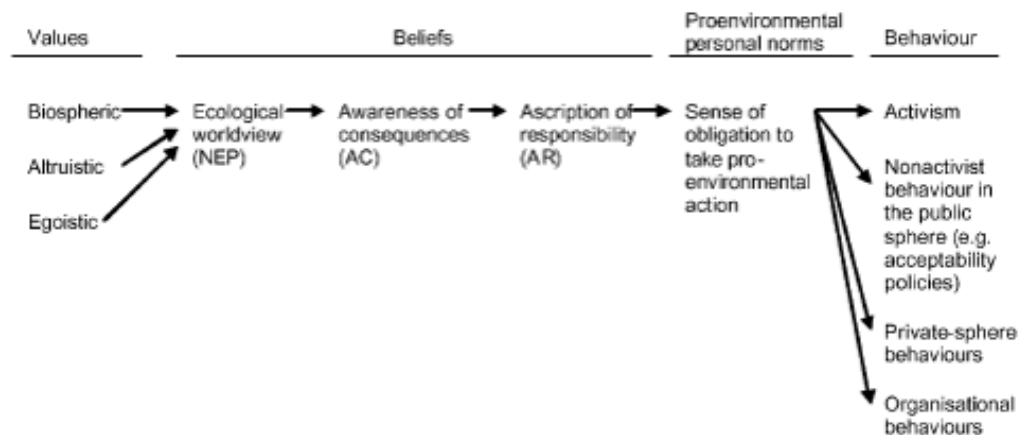 Values
Beliefs
Proenvironmental
personal norms
Behaviour
Biospheric
Altruistic
Egoistic
Ecological
worldview
(NEP)
Awareness of
consequences
(AC)
Ascription of
responsibility
(AR)
Sense of
obligation to
take pro-
environmental
action
Activism
Nonactivist
behaviour in
the public
sphere (e.g.
acceptability
policies)
Private-sphere
behaviours
Organisational
behaviours